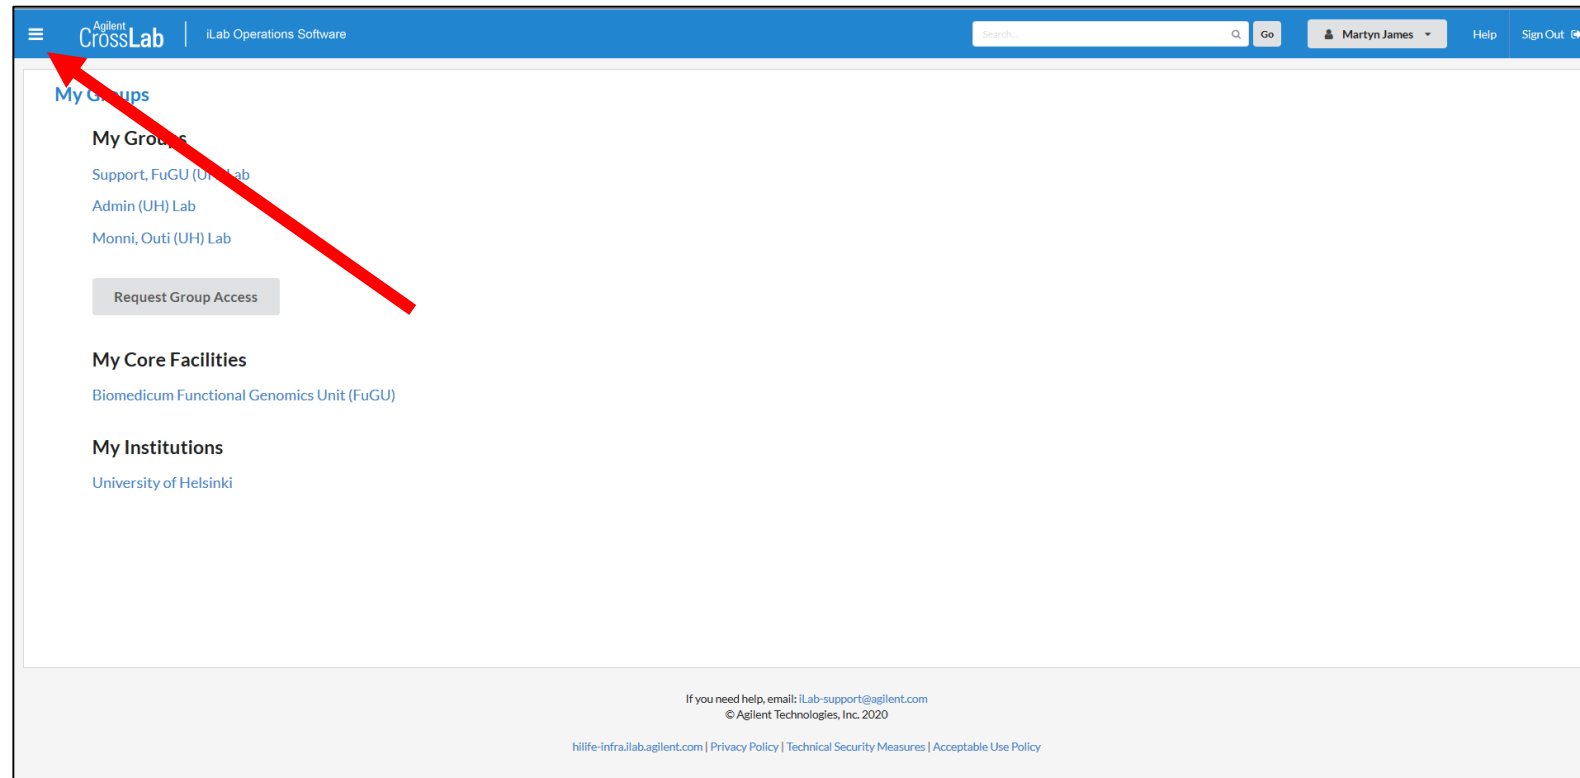 Agilent
CrossLab
iLab Operations Software
Search...
Go
Martyn James
Help
Sign Out
My Groups
My Groups
Support, FuGU (UH) Lab
Admin (UH) Lab
Monni, Outi (UH) Lab
Request Group Access
My Core Facilities
Biomedicum Functional Genomics Unit (FuGU)
My Institutions
University of Helsinki
If you need help, email: iLab-support@agilent.com
© Agilent Technologies, Inc. 2020
hilife-infra.ilab.agilent.com | Privacy Policy | Technical Security Measures | Acceptable Use Policy